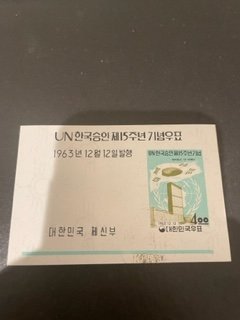 UN 한국승인 제15주년 기념우표
1963년 12월 12일 발행
대한민국 체신부
UN 한국승인 제15주년 기념
4.00
대한민국우표